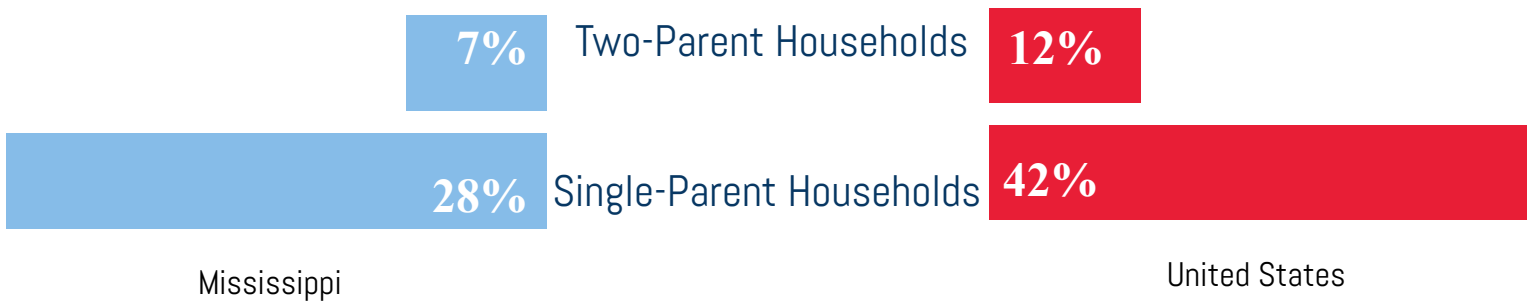 7%
Two-Parent Households
12%
28%
Single-Parent Households
42%
Mississippi
United States